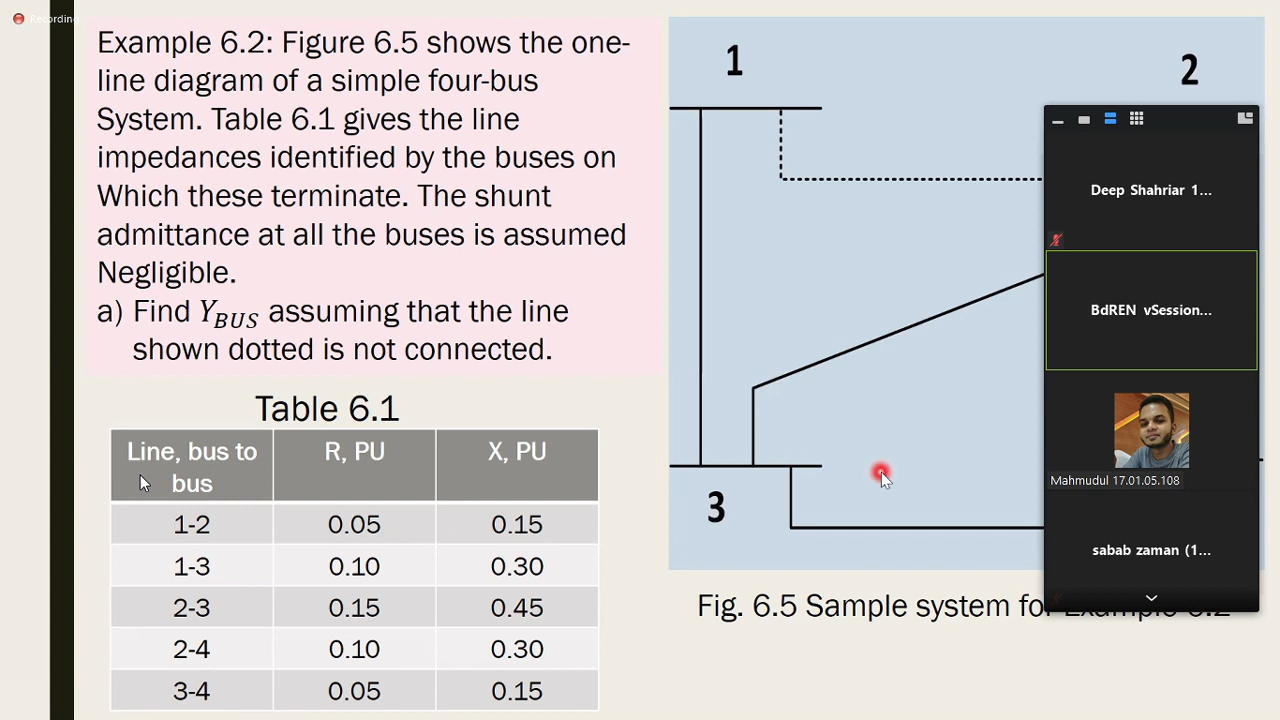 Recording
Example 6.2: Figure 6.5 shows the one-
line diagram of a simple four-bus
System. Table 6.1 gives the line
impedances identified by the buses on
Which these terminate. The shunt
admittance at all the buses is assumed
Negligible.
a) Find Y_BUS assuming that the line
shown dotted is not connected.
Table 6.1
Line, bus to bus R, PU X, PU
1-2 0.05 0.15
1-3 0.10 0.30
2-3 0.15 0.45
2-4 0.10 0.30
3-4 0.05 0.15
1
2
3
Fig. 6.5 Sample system for Example 6.2
Deep Shahriar 1...
BdREN vSession...
Mahmudul 17.01.05.108
sabab zaman (1...